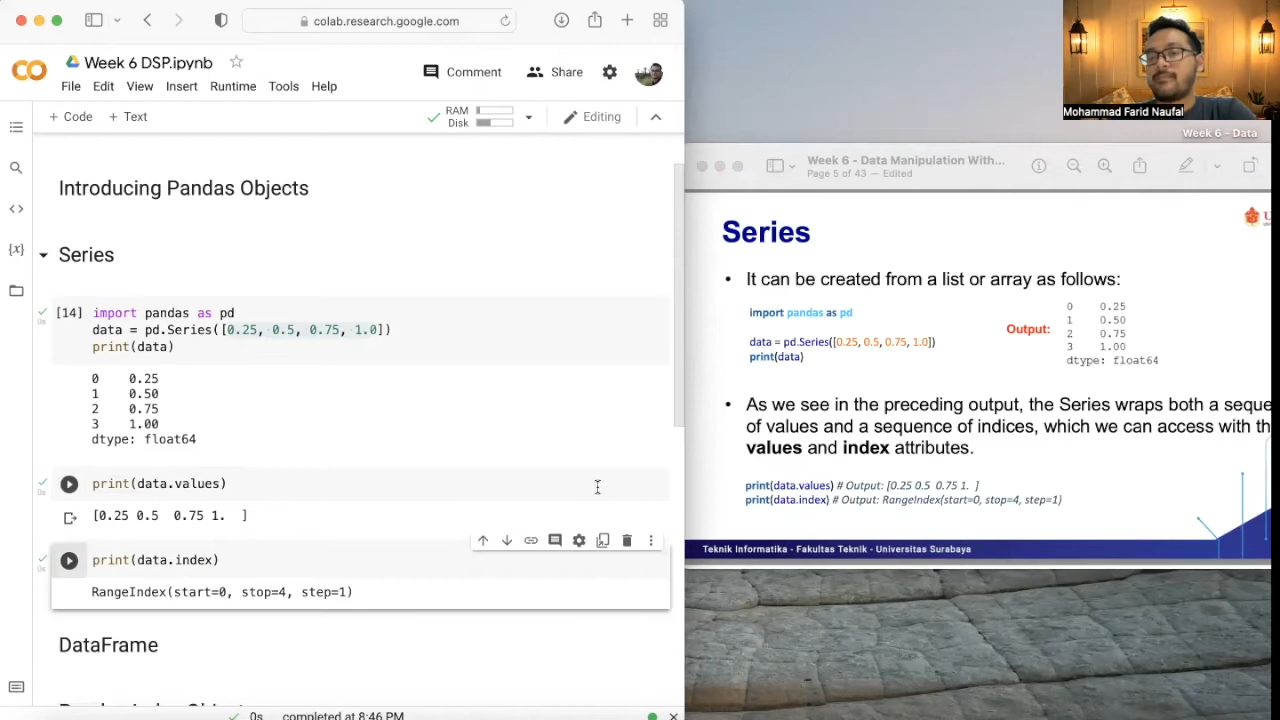 colab.research.google.com
Week 6 DSP.ipynb
File Edit View Insert Runtime Tools Help
Comment Share
+ Code + Text
RAM
Disk
Editing
Introducing Pandas Objects
Series
[14] import pandas as pd
data = pd.Series([0.25, 0.5, 0.75, 1.0])
print(data)
0 0.25
1 0.50
2 0.75
3 1.00
dtype: float64
0s
print(data.values)
0s
[0.25 0.5 0.75 1. ]
print(data.index)
0s
RangeIndex(start=0, stop=4, step=1)
DataFrame
0s completed at 8:46 PM
Mohammad Farid Naufal
Week 6 – Data
Week 6 - Data Manipulation With...
Page 5 of 43 — Edited
Series
• It can be created from a list or array as follows:
import pandas as pd
data = pd.Series([0.25, 0.5, 0.75, 1.0])
print(data)
Output:
0 0.25
1 0.50
2 0.75
3 1.00
dtype: float64
• As we see in the preceding output, the Series wraps both a seque
of values and a sequence of indices, which we can access with th
values and index attributes.
print(data.values) # Output: [0.25 0.5 0.75 1. ]
print(data.index) # Output: RangeIndex(start=0, stop=4, step=1)
Teknik Informatika - Fakultas Teknik - Universitas Surabaya